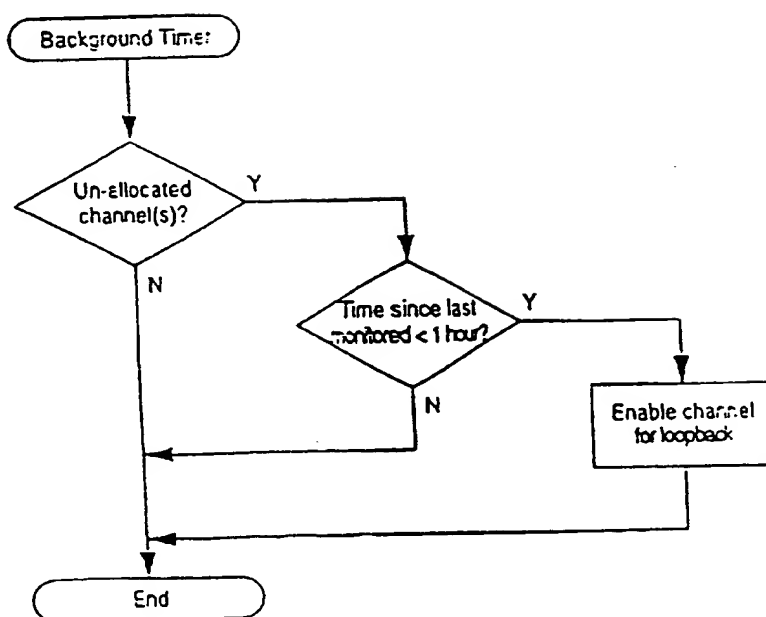 Background Timer
Un-allocated
channel(s)?
Y
N
Time since last
monitored < 1 hour?
Y
N
Enable channel
for loopback
End